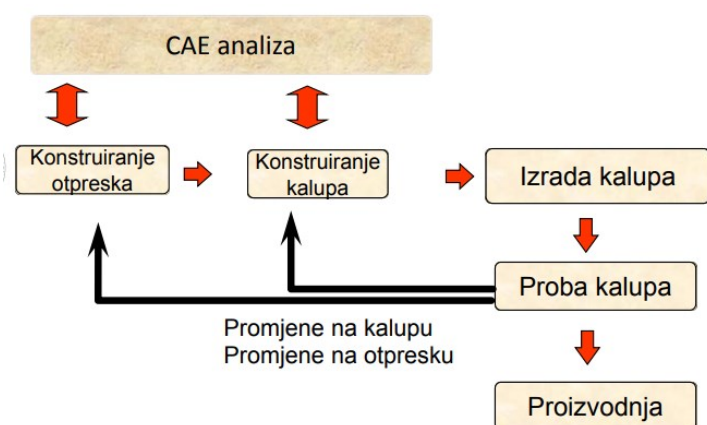 CAE analiza
Konstruiranje
otpreska
Konstruiranje
kalupa
Izrada kalupa
Proba kalupa
Promjene na kalupu
Promjene na otpresku
Proizvodnja